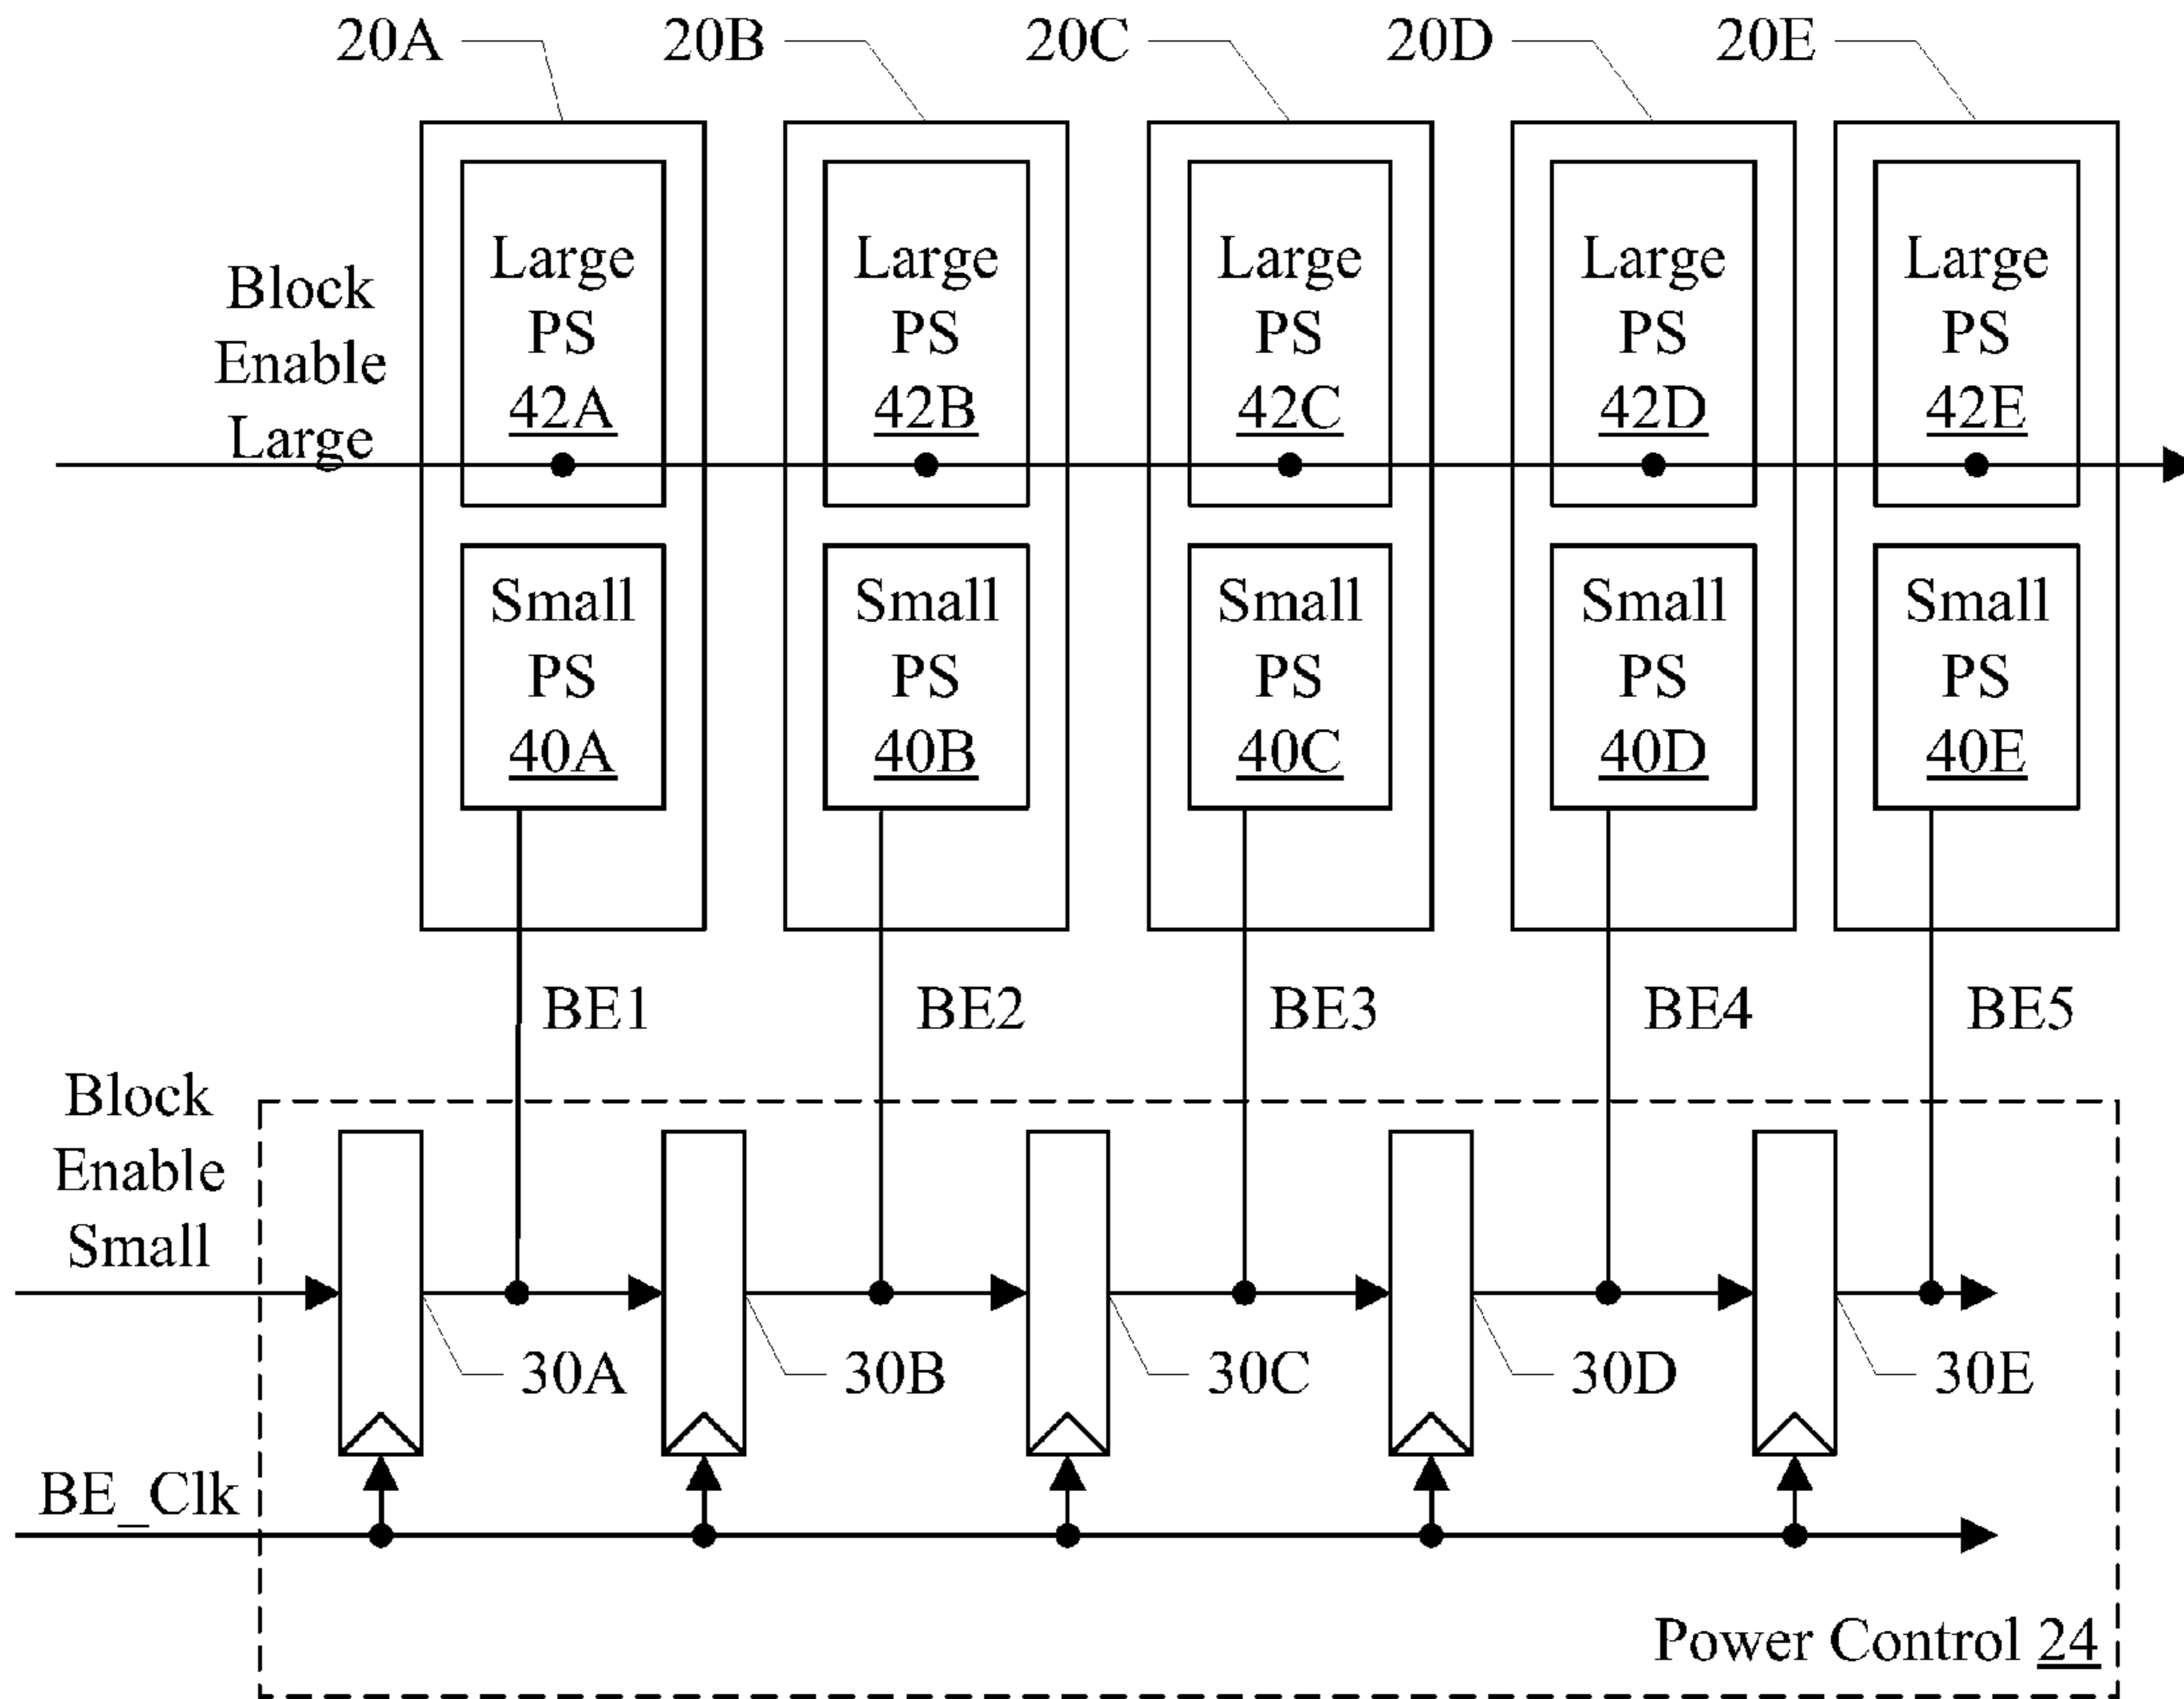 20A 20B 20C 20D 20E
Block
Enable
Large
Large
PS
42A
Large
PS
42B
Large
PS
42C
Large
PS
42D
Large
PS
42E
Small
PS
40A
Small
PS
40B
Small
PS
40C
Small
PS
40D
Small
PS
40E
BE1 BE2 BE3 BE4 BE5
Block
Enable
Small
30A 30B 30C 30D 30E
BE_Clk
Power Control 24